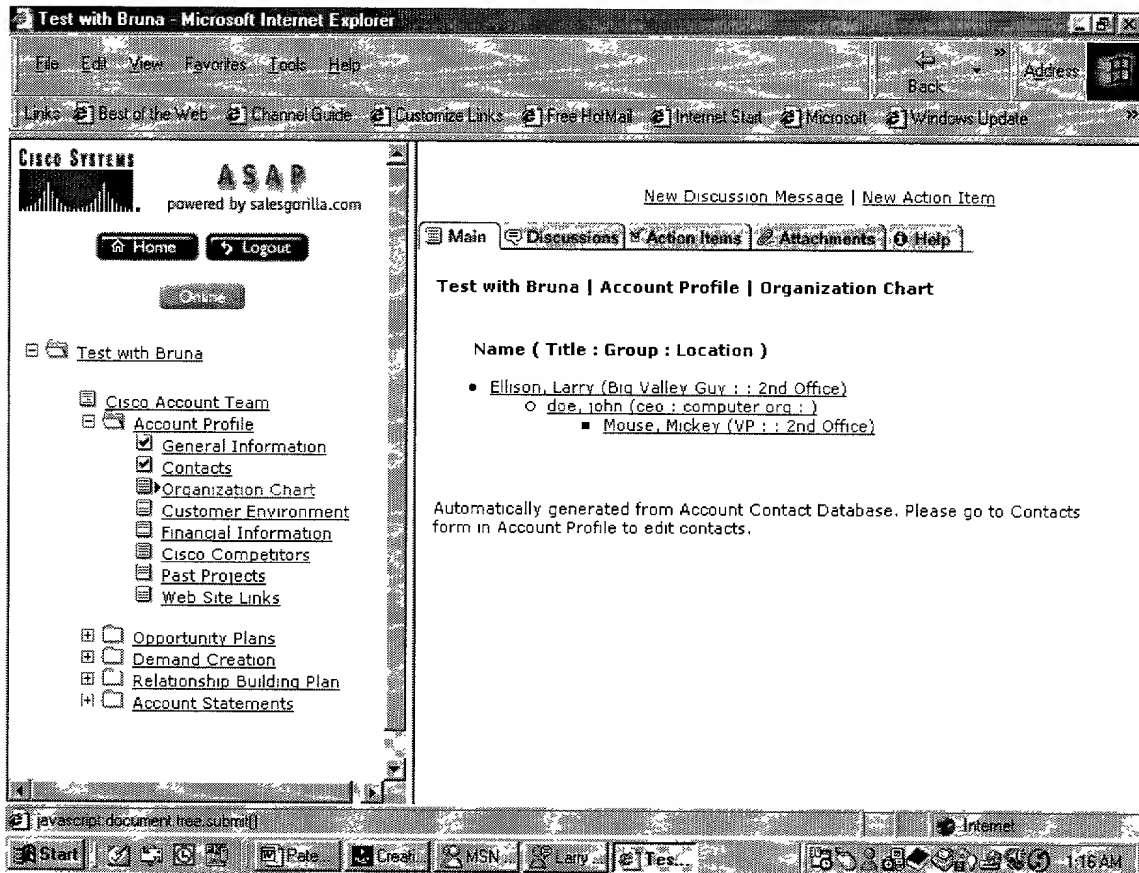 Test with Bruna - Microsoft Internet Explorer
File Edit View Favorites Tools Help
Back
Address
Links Best of the Web Channel Guide Customize Links Free HotMail Internet Start Microsoft Windows Update
CISCO SYSTEMS
ASAP
powered by salesgorilla.com
Home Logout
Online
Test with Bruna
Cisco Account Team
Account Profile
General Information
Contacts
Organization Chart
Customer Environment
Financial Information
Cisco Competitors
Past Projects
Web Site Links
Opportunity Plans
Demand Creation
Relationship Building Plan
Account Statements
New Discussion Message | New Action Item
Main Discussions Action Items Attachments Help
Test with Bruna | Account Profile | Organization Chart
Name ( Title : Group : Location )
Ellison, Larry (Big Valley Guy : : 2nd Office)
doe, john (ceo : computer org : )
Mouse, Mickey (VP : : 2nd Office)
Automatically generated from Account Contact Database. Please go to Contacts
form in Account Profile to edit contacts.
javascript:document.tree.submit()
Internet
Start Pate... Creati... MSN... Larry... Tes... 1:16 AM